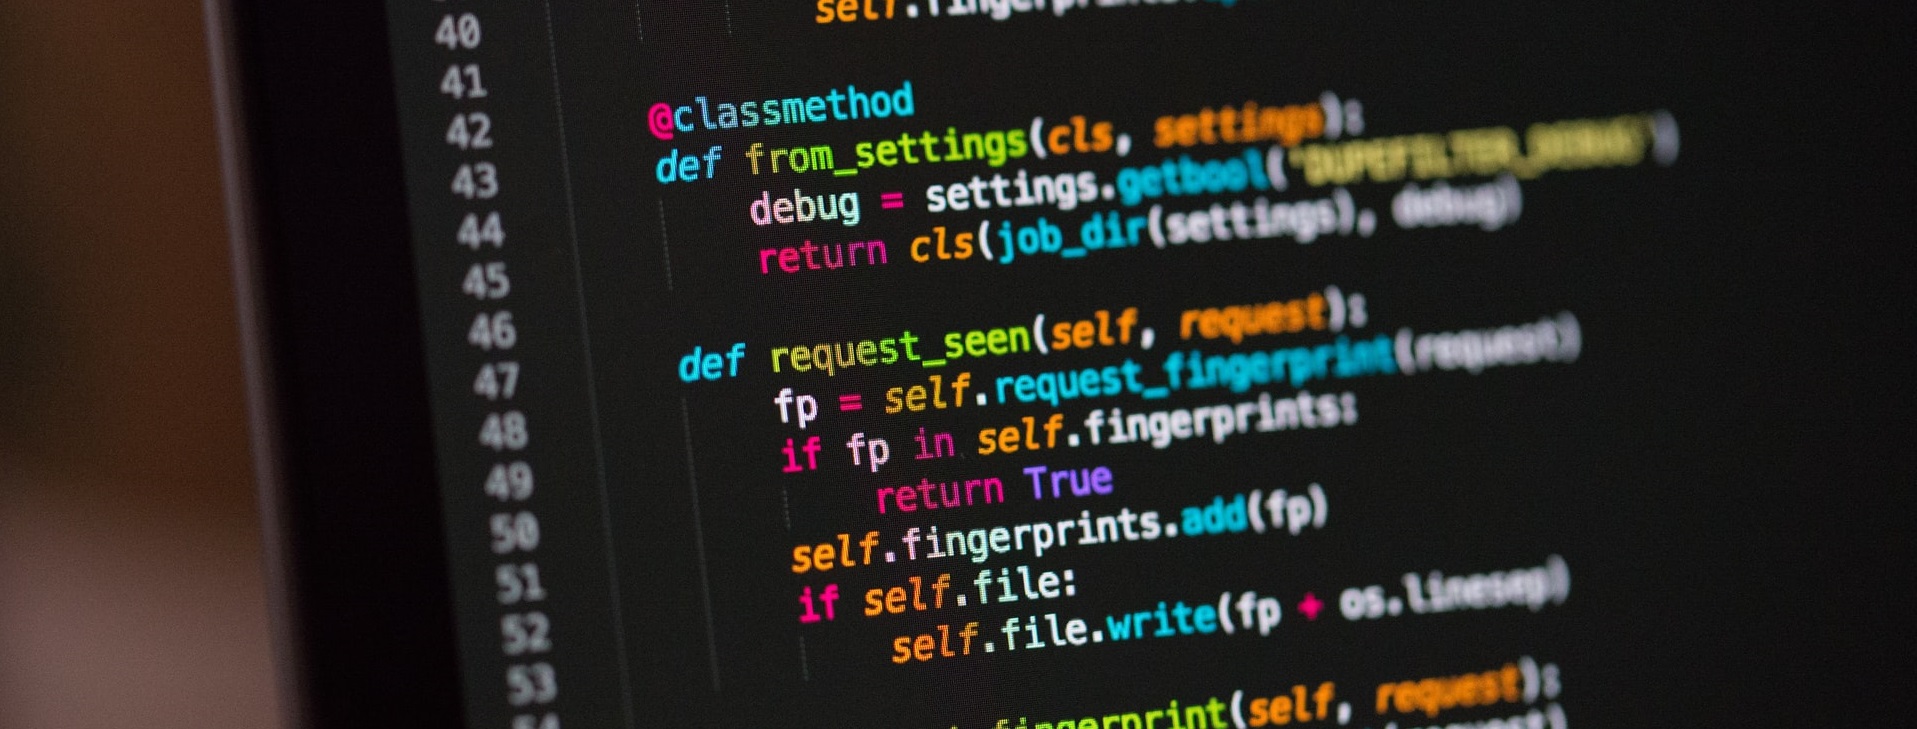 40 self.fingerprints.
41
42 @classmethod
43 def from_settings(cls, settings):
44 debug = settings.getbool('DUPEFILTER_DEBUG')
45 return cls(job_dir(settings), debug)
46
47 def request_seen(self, request):
48 fp = self.request_fingerprint(request)
49 if fp in self.fingerprints:
50 return True
51 self.fingerprints.add(fp)
52 if self.file:
53 self.file.write(fp + os.linesep)
54
fingerprint(self, request):